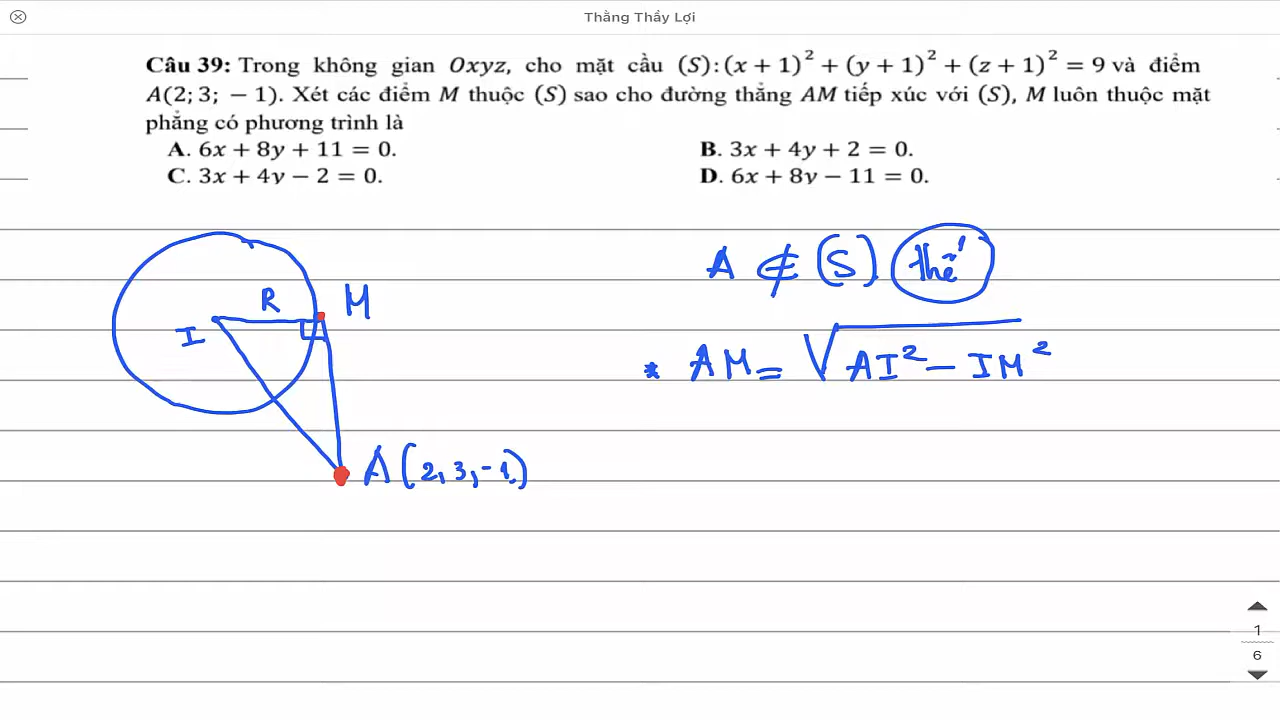 Thằng Thầy Lợi
Câu 39: Trong không gian Oxyz, cho mặt cầu (S): (x + 1)² + (y + 1)² + (z + 1)² = 9 và điểm
A(2; 3; − 1). Xét các điểm M thuộc (S) sao cho đường thẳng AM tiếp xúc với (S), M luôn thuộc mặt
phẳng có phương trình là
A. 6x + 8y + 11 = 0.
B. 3x + 4y + 2 = 0.
C. 3x + 4y − 2 = 0.
D. 6x + 8y − 11 = 0.
A ∉ (S) thế
R M
I
* AM = √(AI² − IM²)
A(2, 3, -1)
1
6